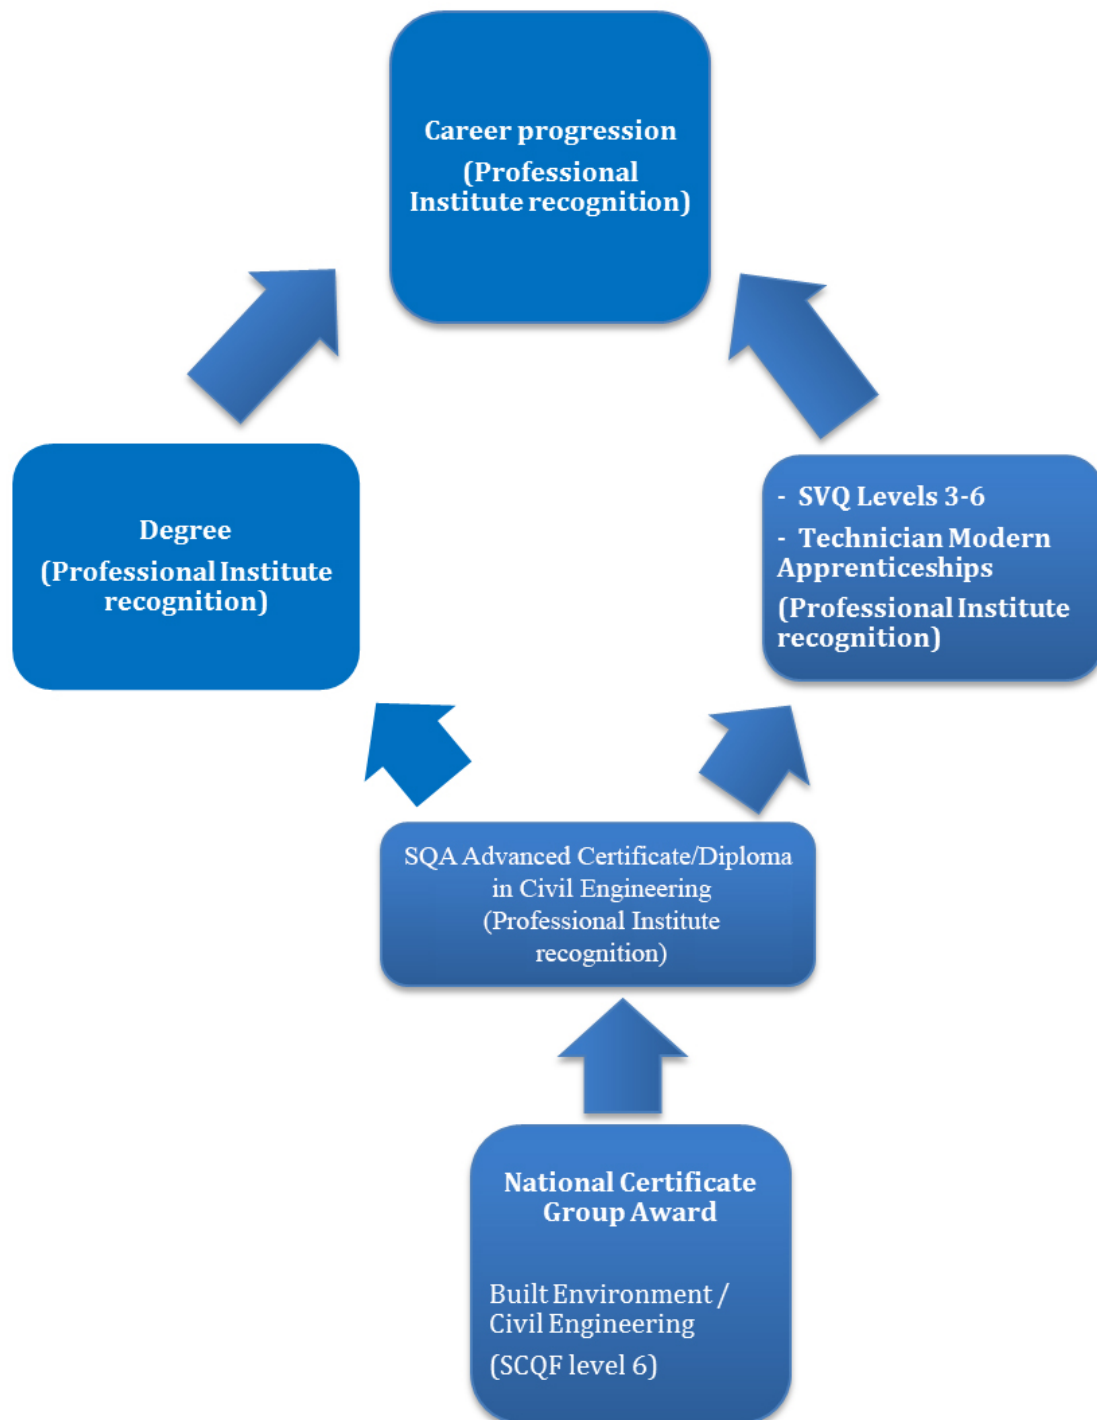 Career progression
(Professional
Institute recognition)
Degree
(Professional Institute
recognition)
- SVQ Levels 3-6
- Technician Modern
Apprenticeships
(Professional Institute
recognition)
SQA Advanced Certificate/Diploma
in Civil Engineering
(Professional Institute
recognition)
National Certificate
Group Award
Built Environment /
Civil Engineering
(SCQF level 6)